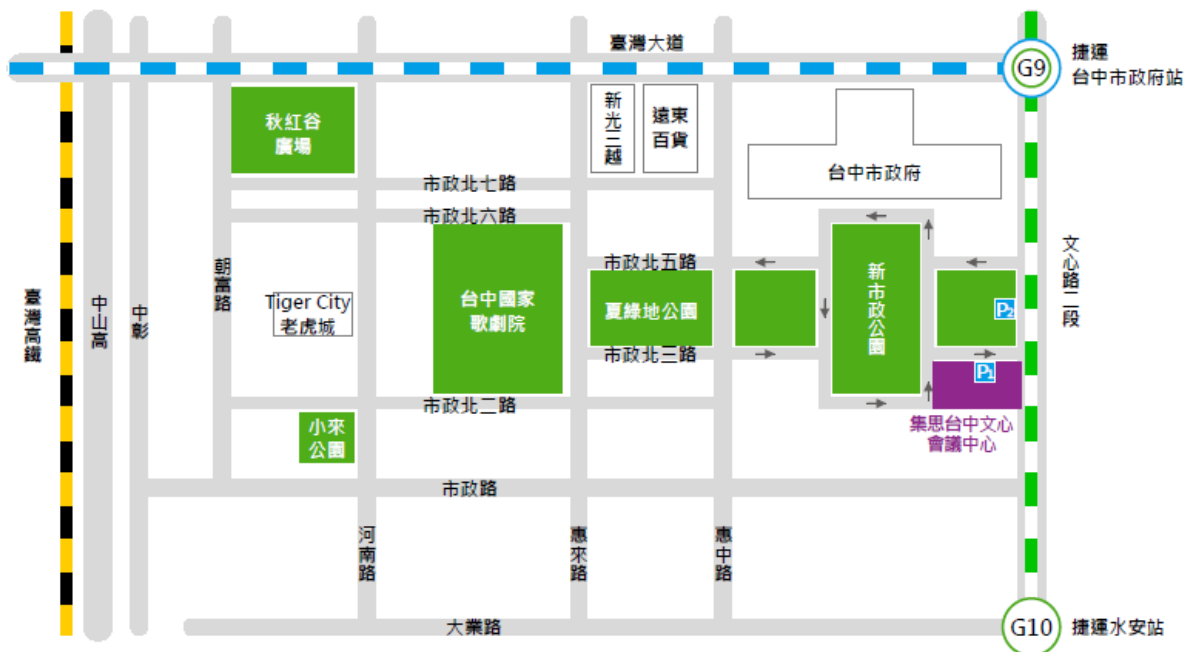 臺灣大道
G9
捷運
台中市政府站
秋紅谷
廣場
新光三越
遠東
百貨
台中市政府
市政北七路
市政北六路
朝富路
臺灣高鐵
中山高
中彰
Tiger City
老虎城
台中國家
歌劇院
市政北五路
夏綠地公園
市政北三路
新市政公園
P2
文心路二段
P1
市政北二路
小來
公園
集思台中文心
會議中心
市政路
河南路
惠來路
惠中路
大業路
G10
捷運水安站